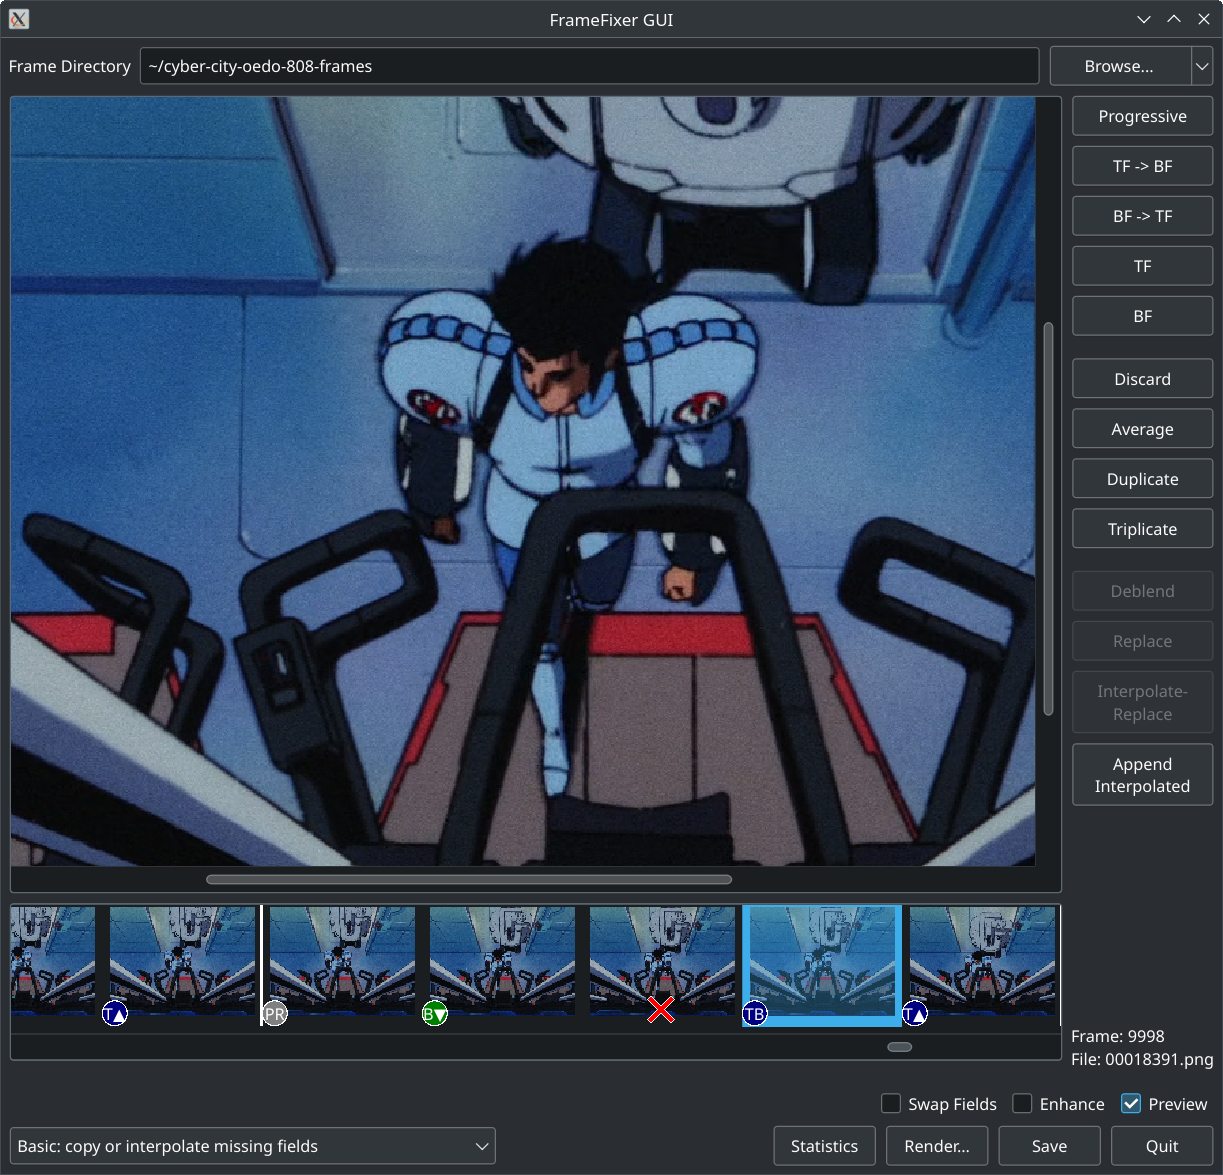 FrameFixer GUI
Frame Directory ~/cyber-city-oedo-808-frames Browse...
Progressive
TF -> BF
BF -> TF
TF
BF
Discard
Average
Duplicate
Triplicate
Deblend
Replace
Interpolate-
Replace
Append
Interpolated
T▲ PR B▼ TB T▲
Frame: 9998
File: 00018391.png
Swap Fields Enhance Preview
Basic: copy or interpolate missing fields Statistics Render... Save Quit